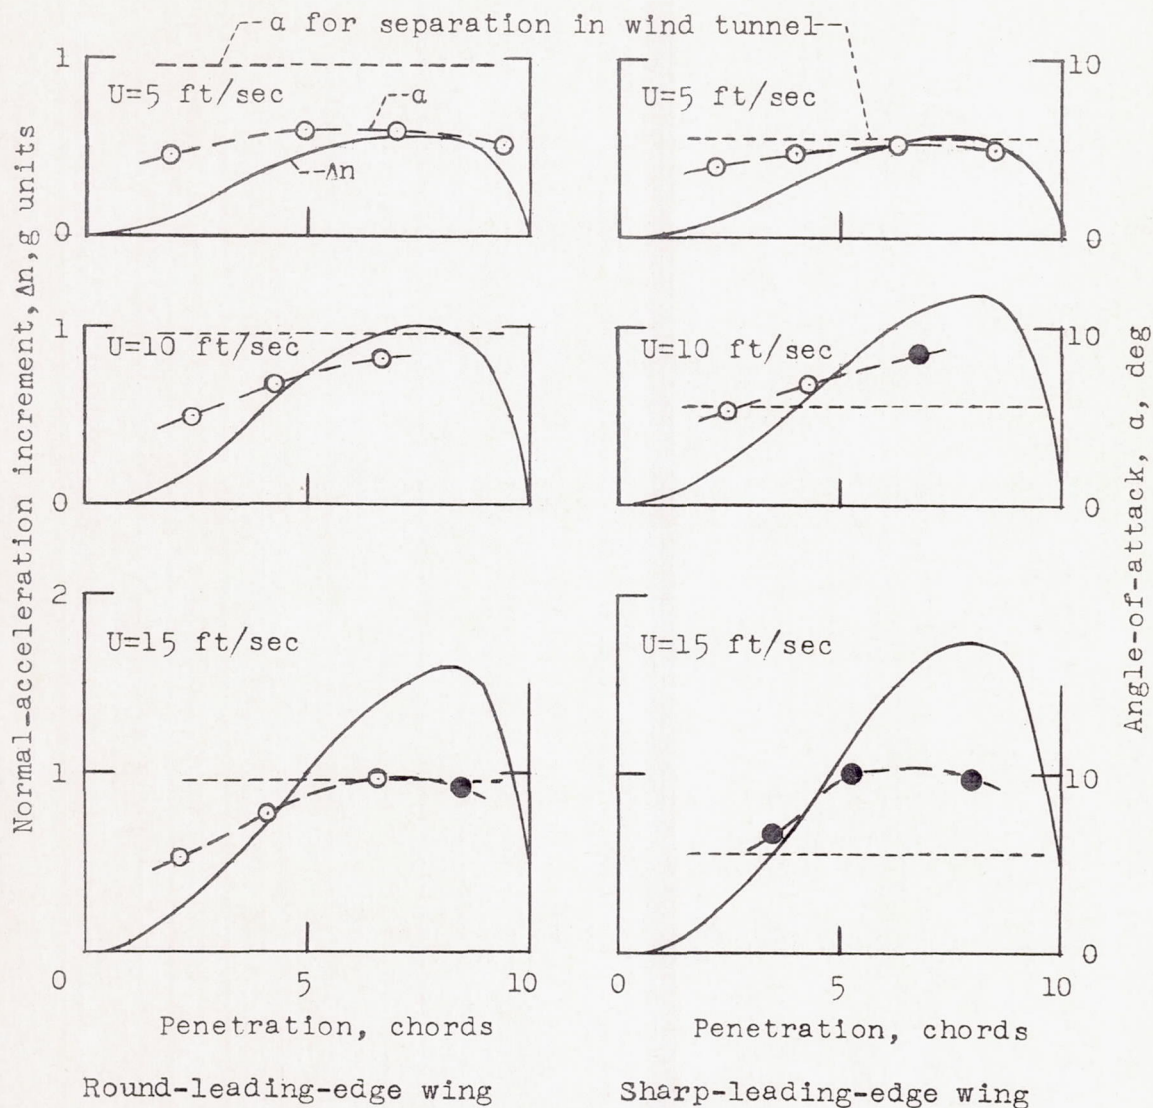 α for separation in wind tunnel
1
10
U=5 ft/sec
U=5 ft/sec
α
Δn
0
0
1
10
U=10 ft/sec
U=10 ft/sec
0
0
2
U=15 ft/sec
U=15 ft/sec
1
10
0
0
5
10
0
5
10
Penetration, chords
Penetration, chords
Round-leading-edge wing
Sharp-leading-edge wing
Normal-acceleration increment, Δn,g units
Angle-of-attack, α, deg